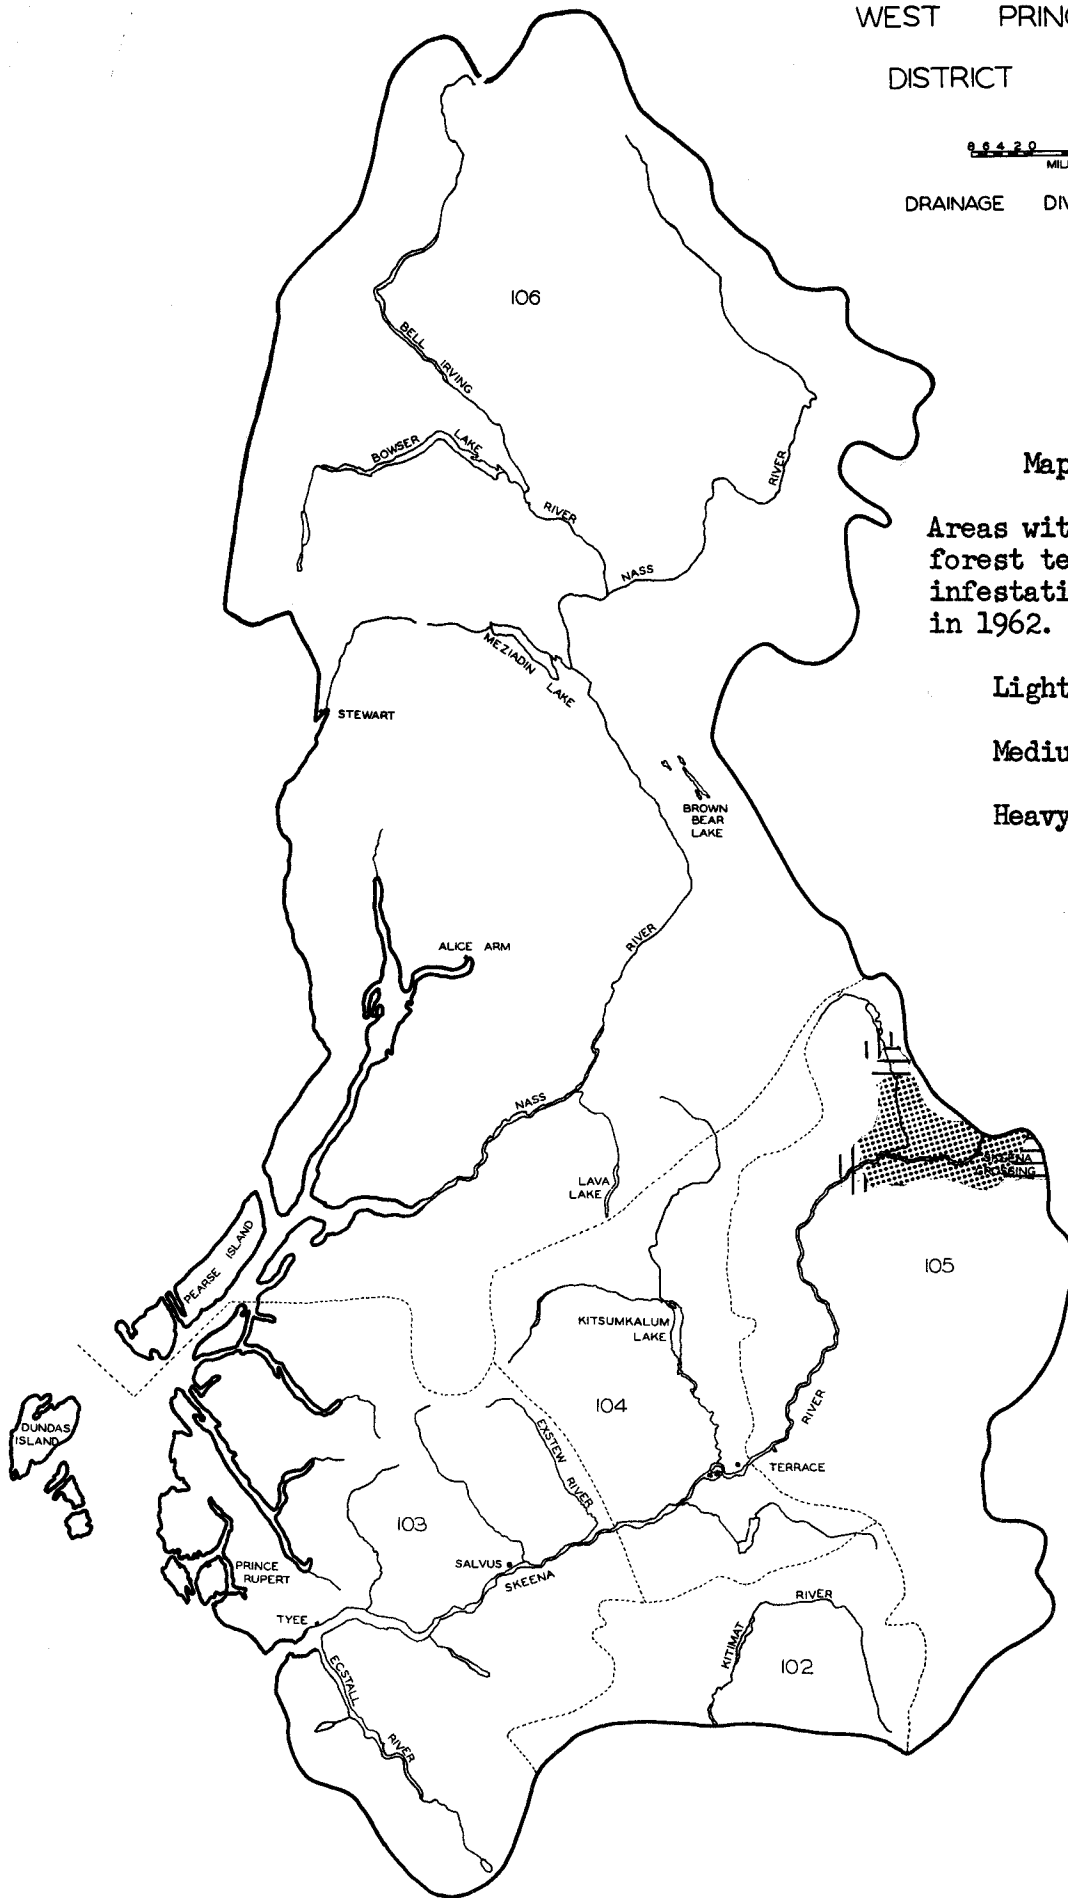 WEST PRINC
DISTRICT
8 6 4 2 0
MIL
DRAINAGE DIV
106
BELL IRVING
BOWSER LAKE
RIVER
RIVER
NASS
Map
Areas wit
forest te
infestati
in 1962.
Light
Mediu
Heavy
MEZIADIN
LAKE
STEWART
BROWN
BEAR
LAKE
RIVER
ALICE ARM
NASS
LAVA
LAKE
SKEENA
CROSSING
PEARSE ISLAND
105
KITSUMKALUM
LAKE
DUNDAS
ISLAND
104
EXSTEW RIVER
RIVER
TERRACE
103
SALVUS
SKEENA
PRINCE
RUPERT
TYEE
RIVER
KITIMAT
102
ECSTALL
RIVER